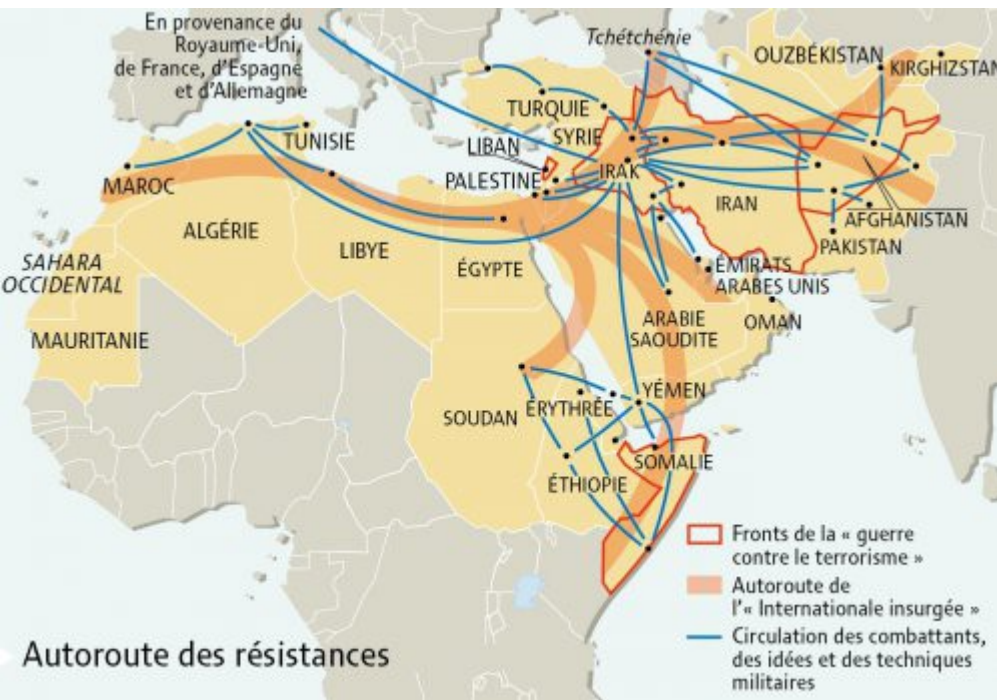 En provenance du
Royaume-Uni,
de France, d'Espagne
et d'Allemagne
Tchétchénie
OUZBÉKISTAN
KIRGHIZSTAN
TURQUIE
TUNISIE
SYRIE
LIBAN
IRAK
PALESTINE
MAROC
IRAN
AFGHANISTAN
ALGÉRIE
LIBYE
PAKISTAN
ÉGYPTE
SAHARA
OCCIDENTAL
ÉMIRATS
ARABES UNIS
ARABIE
SAOUDITE
OMAN
MAURITANIE
YÉMEN
SOUDAN
ÉRYTHRÉE
SOMALIE
ÉTHIOPIE
Fronts de la « guerre
contre le terrorisme »
Autoroute de
l'« Internationale insurgée »
Circulation des combattants,
des idées et des techniques
militaires
Autoroute des résistances